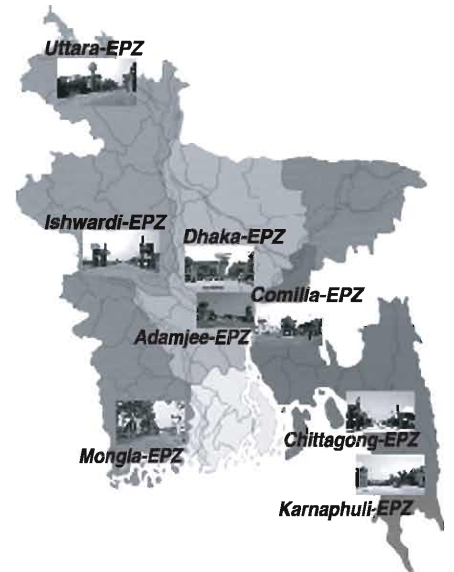 Uttara-EPZ
Ishwardi-EPZ
Dhaka-EPZ
Comilla-EPZ
Adamjee-EPZ
Chittagong-EPZ
Mongla-EPZ
Karnaphuli-EPZ